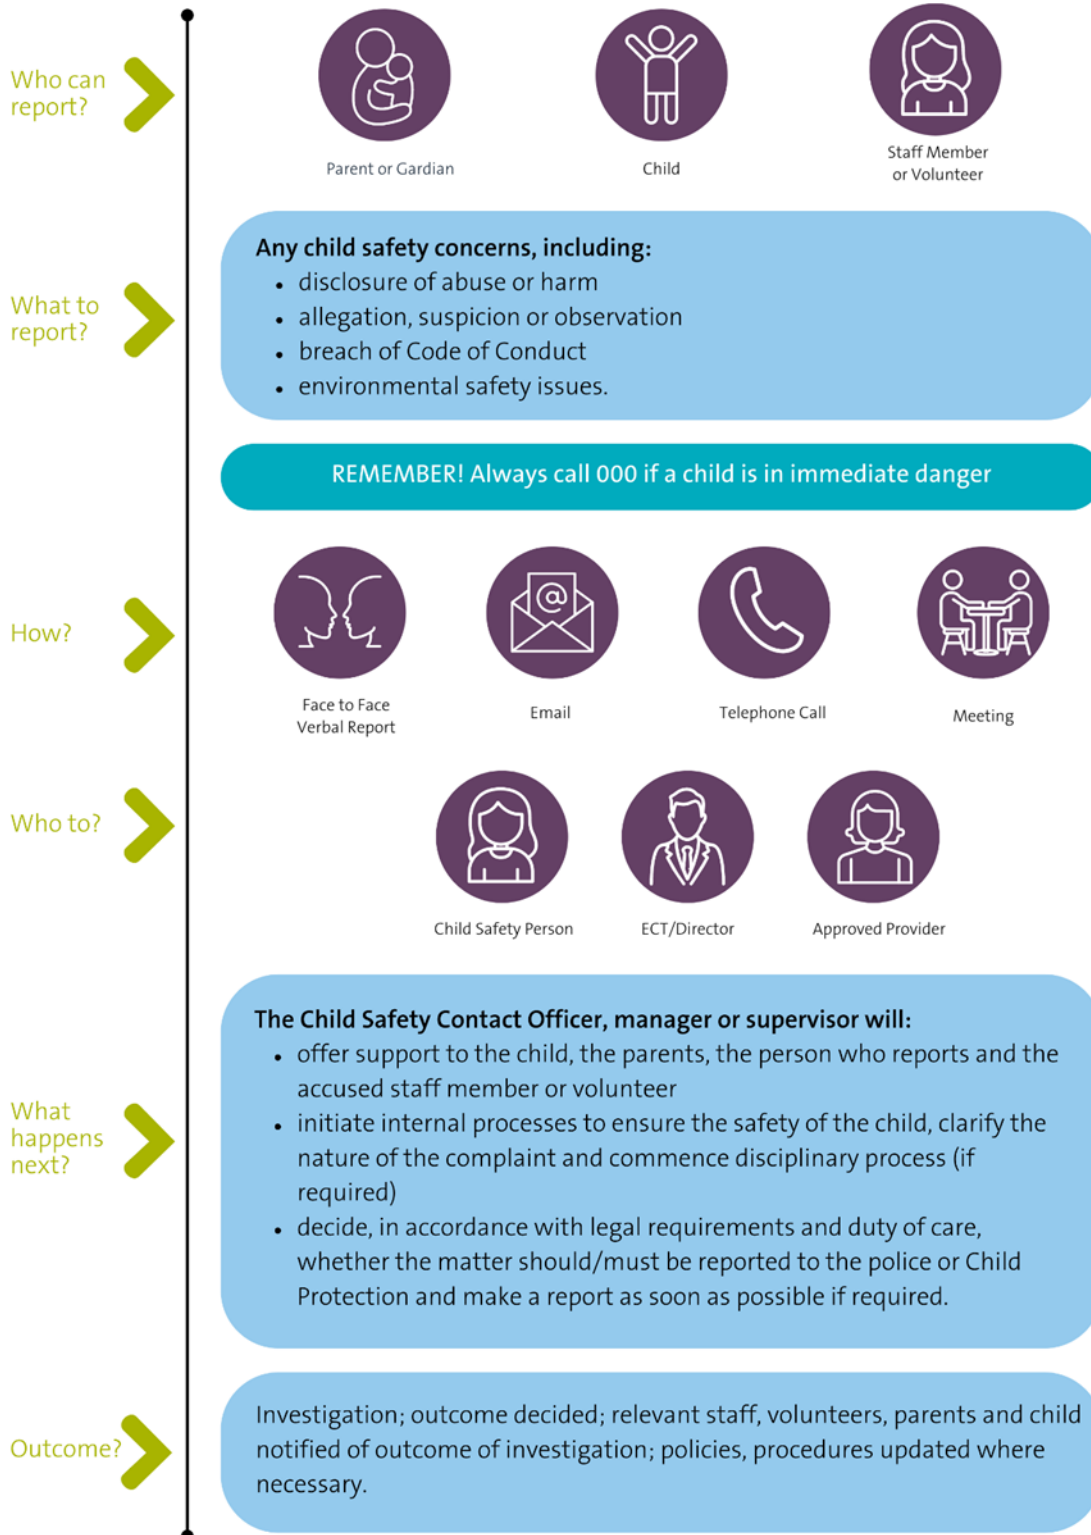 Who can
report?
Parent or Gardian
Child
Staff Member
or Volunteer
What to
report?
Any child safety concerns, including:
• disclosure of abuse or harm
• allegation, suspicion or observation
• breach of Code of Conduct
• environmental safety issues.
REMEMBER! Always call 000 if a child is in immediate danger
How?
@
Face to Face
Verbal Report
Email
Telephone Call
Meeting
Who to?
Child Safety Person
ECT/Director
Approved Provider
What
happens
next?
The Child Safety Contact Officer, manager or supervisor will:
• offer support to the child, the parents, the person who reports and the
accused staff member or volunteer
• initiate internal processes to ensure the safety of the child, clarify the
nature of the complaint and commence disciplinary process (if
required)
• decide, in accordance with legal requirements and duty of care,
whether the matter should/must be reported to the police or Child
Protection and make a report as soon as possible if required.
Outcome?
Investigation; outcome decided; relevant staff, volunteers, parents and child
notified of outcome of investigation; policies, procedures updated where
necessary.